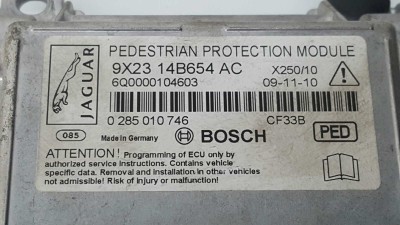 JAGUAR
PEDESTRIAN PROTECTION MODULE
9X23 14B654 AC X250/10
6Q0000104603 09-11-10
0 285 010 746 CF33B
085 Made in Germany BOSCH PED
ATTENTION! Programming of ECU only by
authorized service instructions. Contains vehicle
specific data. Removal and installation in other vehicles
not admissible! Risk of injury or malfunction!